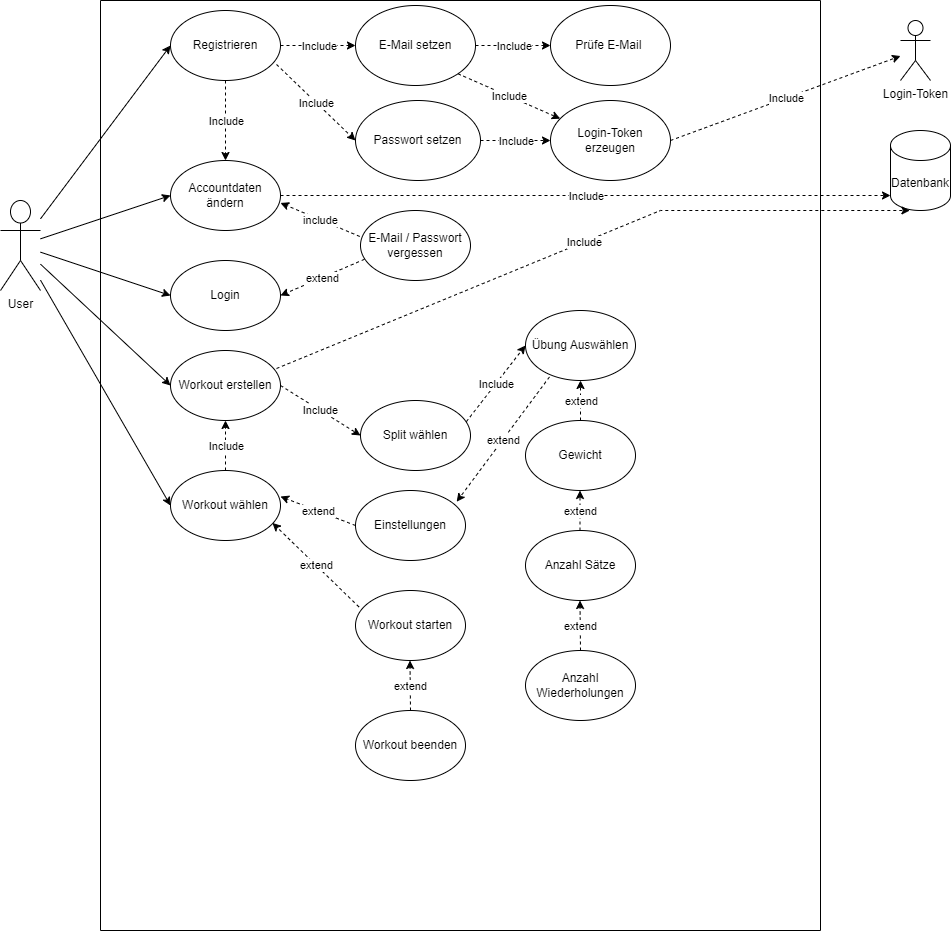 Registrieren
Include
E-Mail setzen
Include
Prüfe E-Mail
Include
Include
Include
Include
Passwort setzen
Include
Login-Token
erzeugen
Include
Login-Token
Datenbank
Accountdaten
ändern
Include
include
E-Mail / Passwort
vergessen
Include
extend
Login
User
Workout erstellen
Include
Split wählen
Include
Übung Auswählen
extend
extend
Gewicht
Include
Workout wählen
extend
Einstellungen
extend
Anzahl Sätze
extend
Workout starten
extend
Anzahl
Wiederholungen
extend
Workout beenden